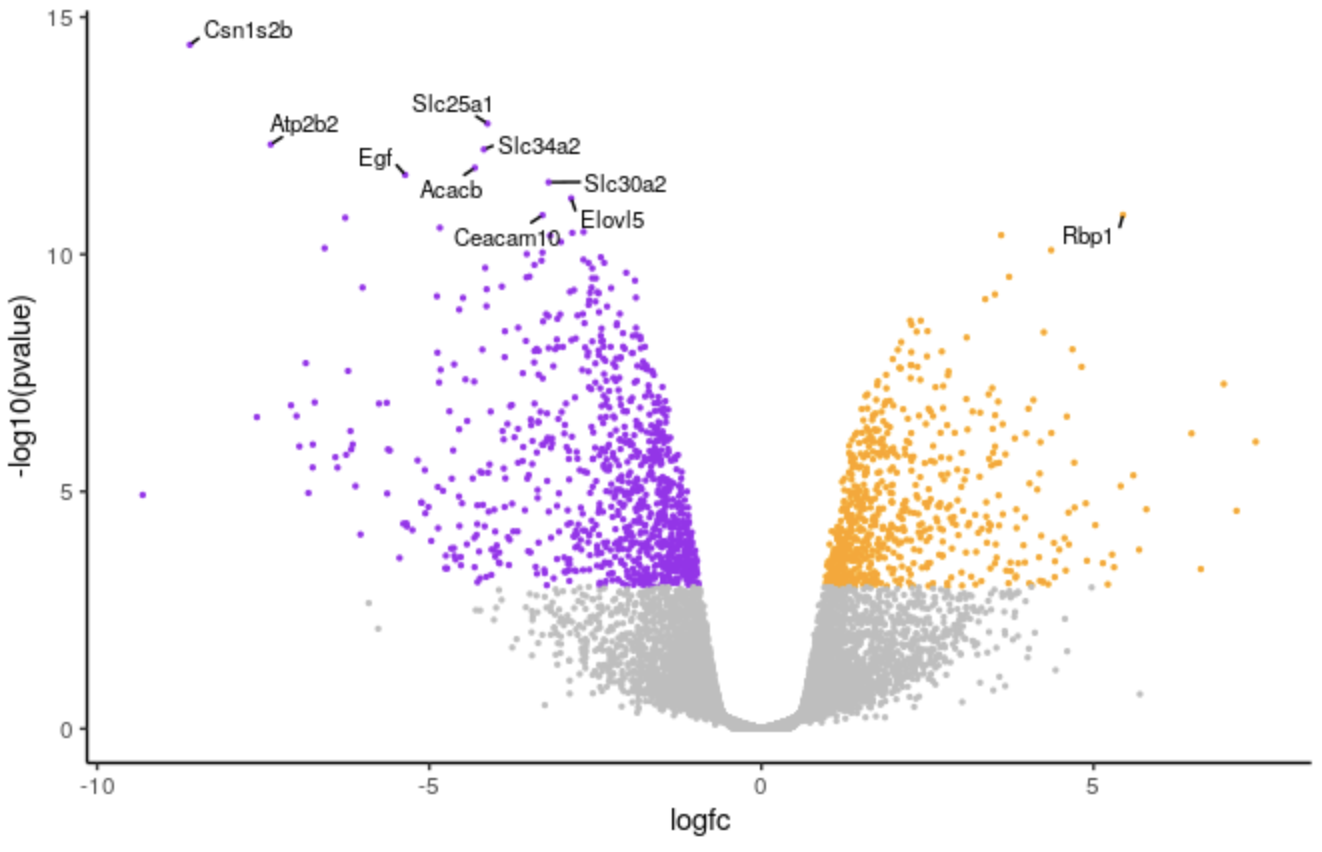 15
Csn1s2b
Slc25a1
Atp2b2
Slc34a2
Egf
Acacb
Slc30a2
Elovl5
Ceacam10
Rbp1
10
-log10(pvalue)
5
0
-10
-5
0
5
logfc